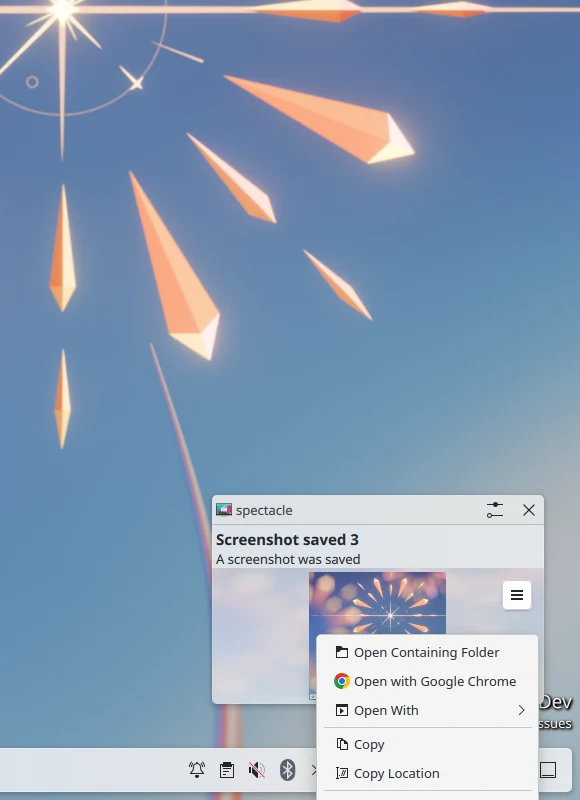 spectacle
Screenshot saved 3
A screenshot was saved
Open Containing Folder
Open with Google Chrome
Open With
Dev
ssues
Copy
Copy Location